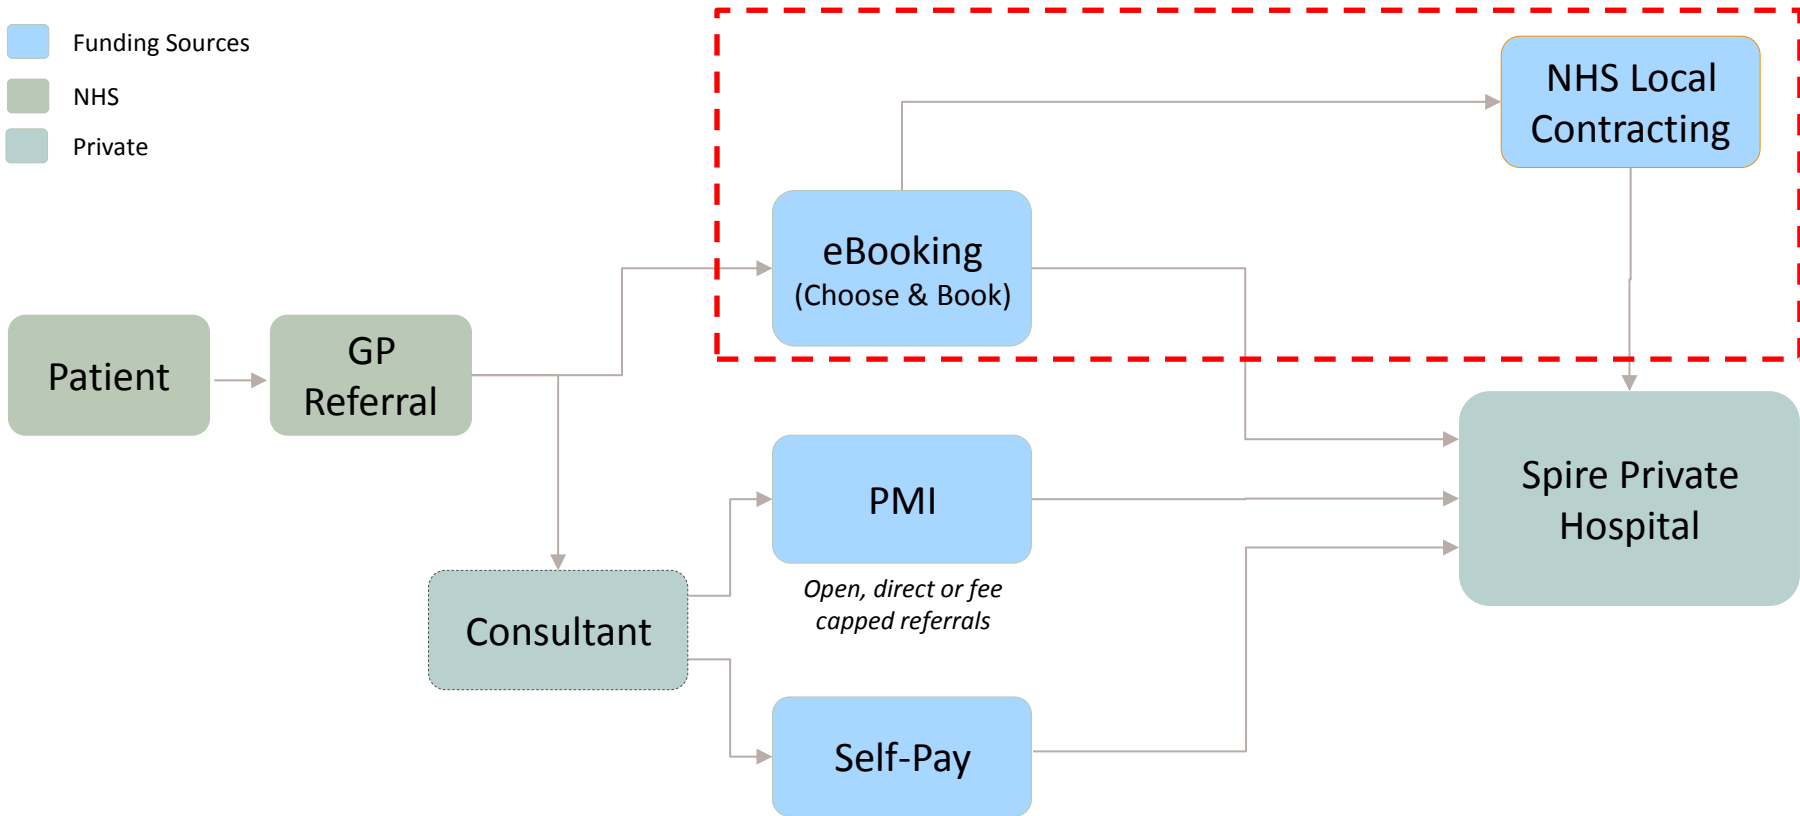 Funding Sources
NHS
Private
NHS Local
Contracting
eBooking
(Choose & Book)
Patient
GP
Referral
PMI
Open, direct or fee
capped referrals
Consultant
Self-Pay
Spire Private
Hospital